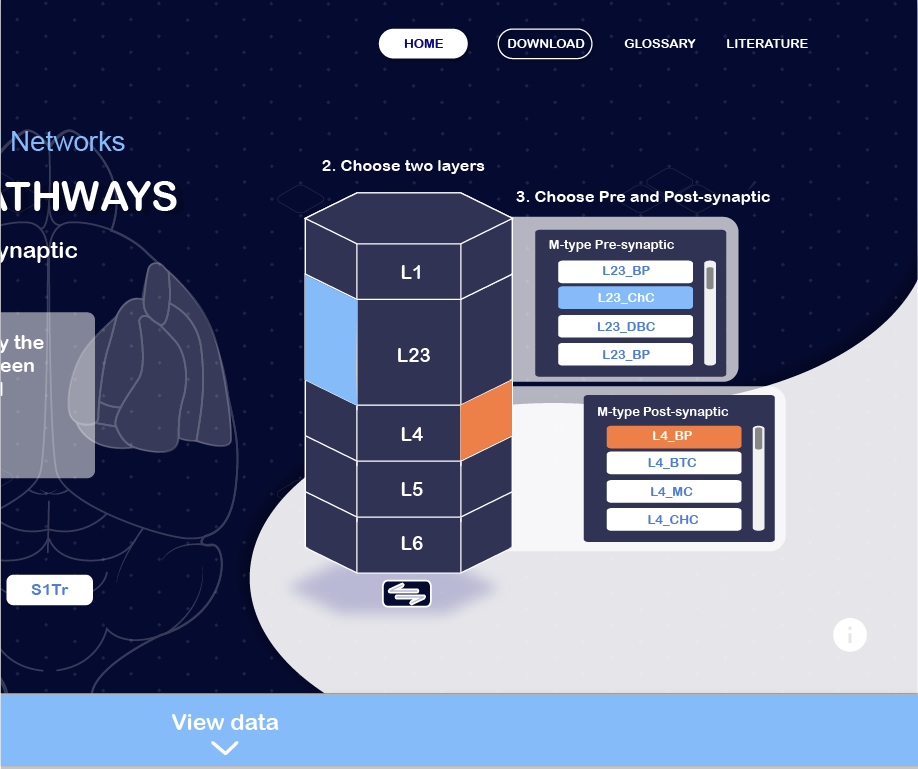 HOME
DOWNLOAD
GLOSSARY
LITERATURE
Networks
ATHWAYS
ynaptic
y the
een
2. Choose two layers
L1
L23
L4
L5
L6
3. Choose Pre and Post-synaptic
M-type Pre-synaptic
L23_BP
L23_ChC
L23_DBC
L23_BP
M-type Post-synaptic
L4_BP
L4_BTC
L4_MC
L4_CHC
S1Tr
i
View data